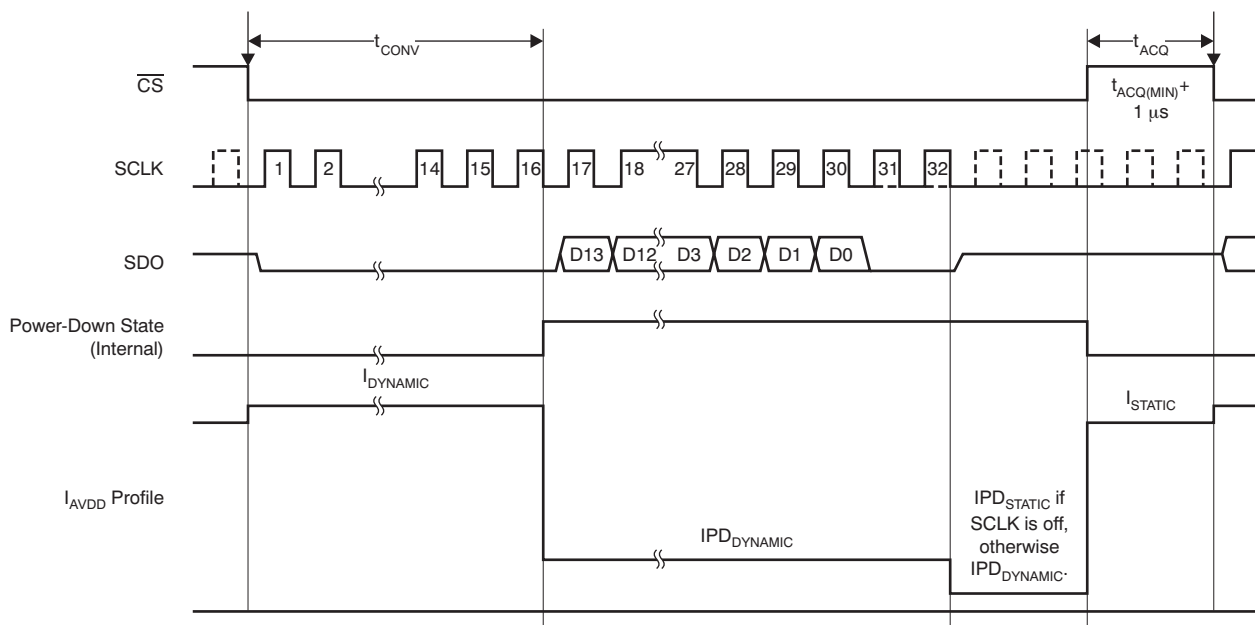 t_CONV
t_ACQ
CS
t_ACQ(MIN)+
1 μs
SCLK
1 2 14 15 16 17 18 27 28 29 30 31 32
SDO
D13 D12 D3 D2 D1 D0
Power-Down State
(Internal)
I_DYNAMIC
I_STATIC
I_AVDD Profile
IPD_DYNAMIC
IPD_STATIC if
SCLK is off,
otherwise
IPD_DYNAMIC.